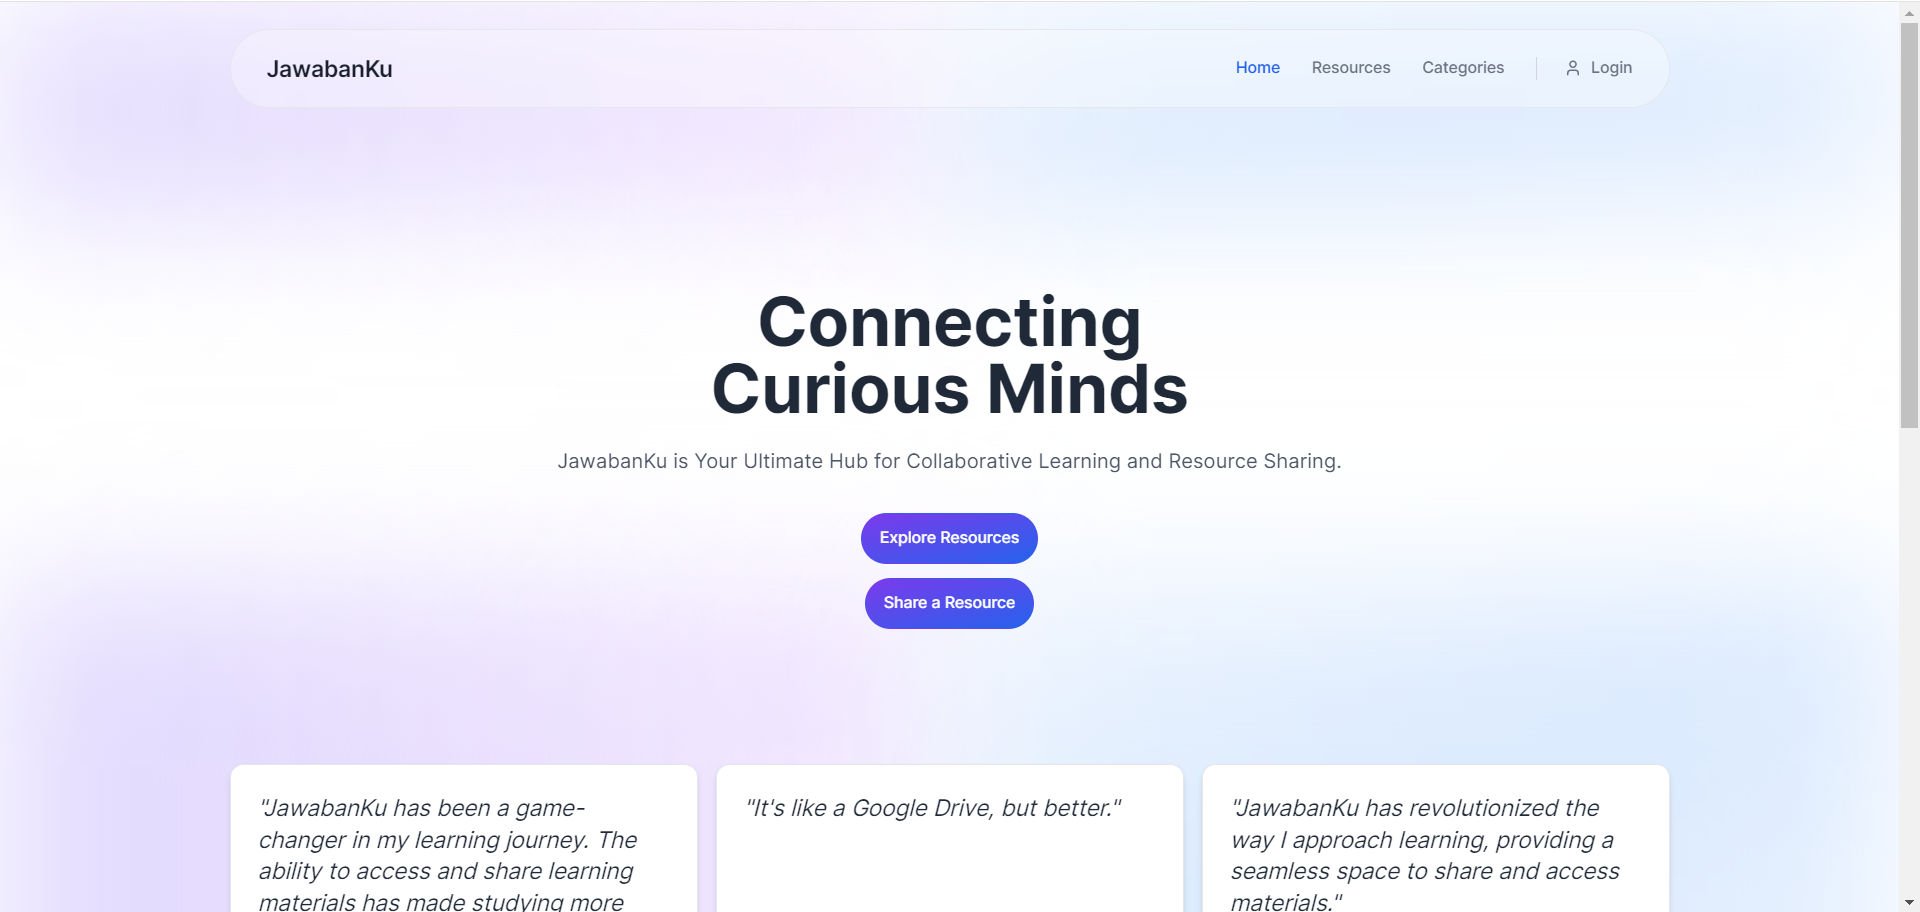 JawabanKu
Home
Resources
Categories
Login
Connecting
Curious Minds
JawabanKu is Your Ultimate Hub for Collaborative Learning and Resource Sharing.
Explore Resources
Share a Resource
"JawabanKu has been a game-
changer in my learning journey. The
ability to access and share learning
materials has made studying more
"It's like a Google Drive, but better."
"JawabanKu has revolutionized the
way I approach learning, providing a
seamless space to share and access
materials."